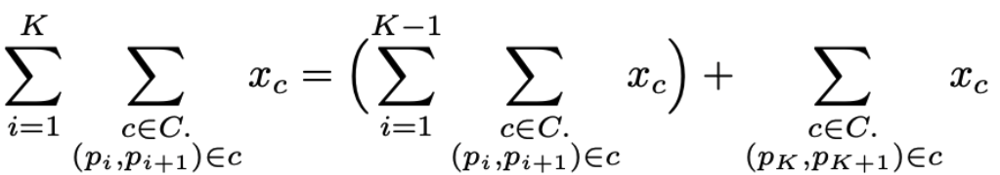 \sum_{i=1}^{K} \sum_{\substack{c \in C. \\ (p_i, p_{i+1}) \in c}} x_c = \Big( \sum_{i=1}^{K-1} \sum_{\substack{c \in C. \\ (p_i, p_{i+1}) \in c}} x_c \Big) + \sum_{\substack{c \in C. \\ (p_K, p_{K+1}) \in c}} x_c